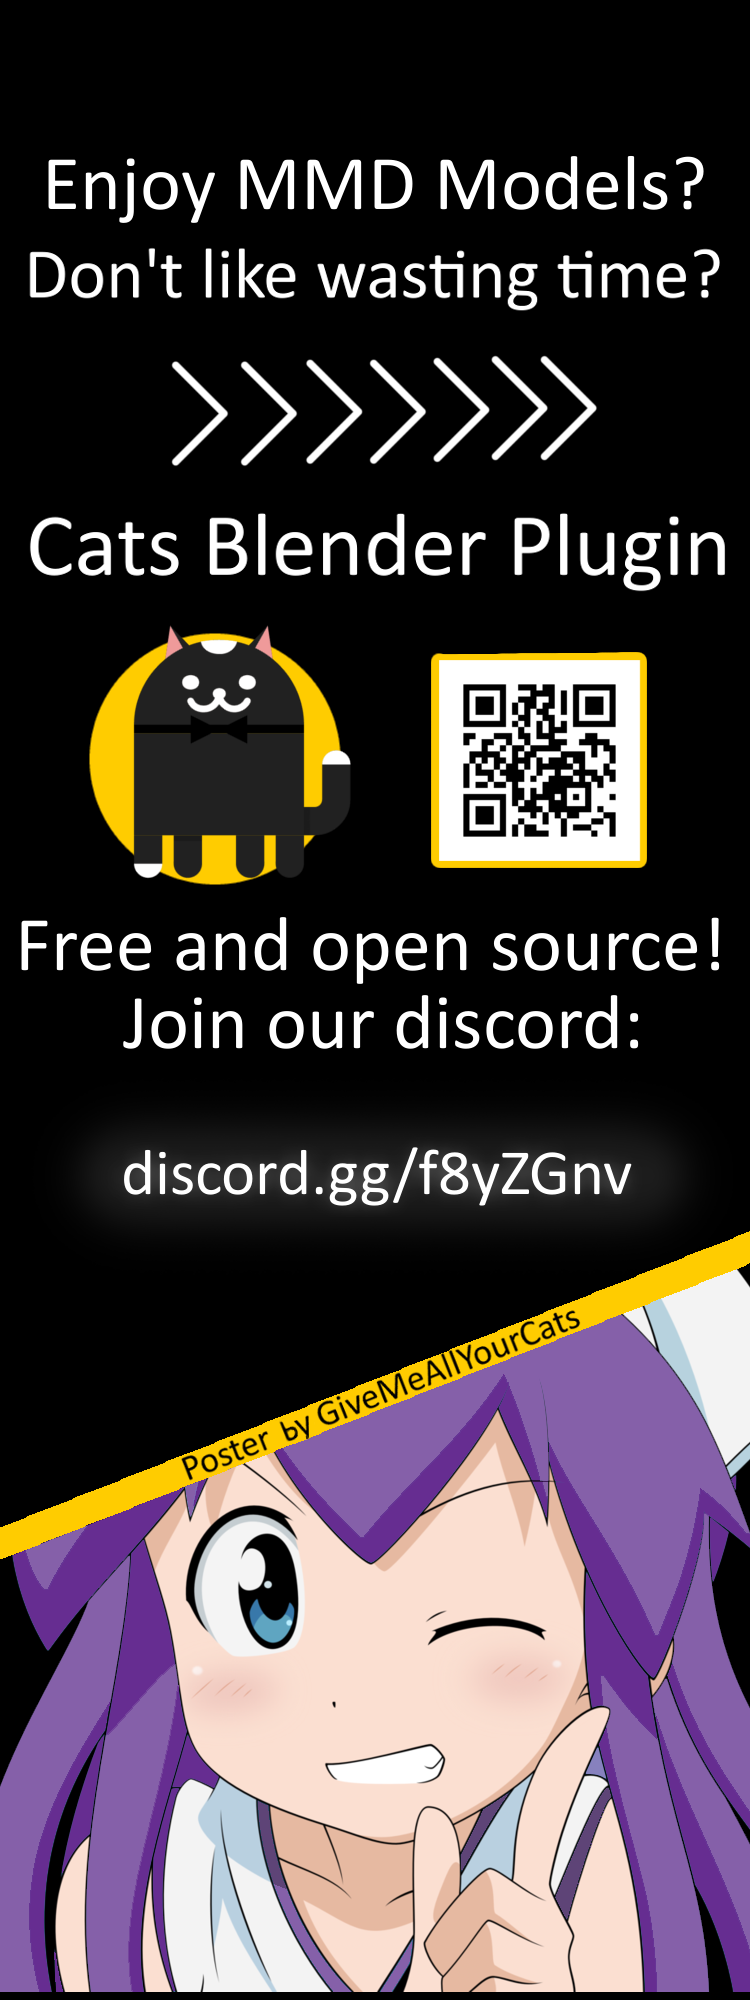 Enjoy MMD Models?
Don't like wasting time?
Cats Blender Plugin
Free and open source!
Join our discord:
discord.gg/f8yZGnv
Poster by GiveMeAllYourCats